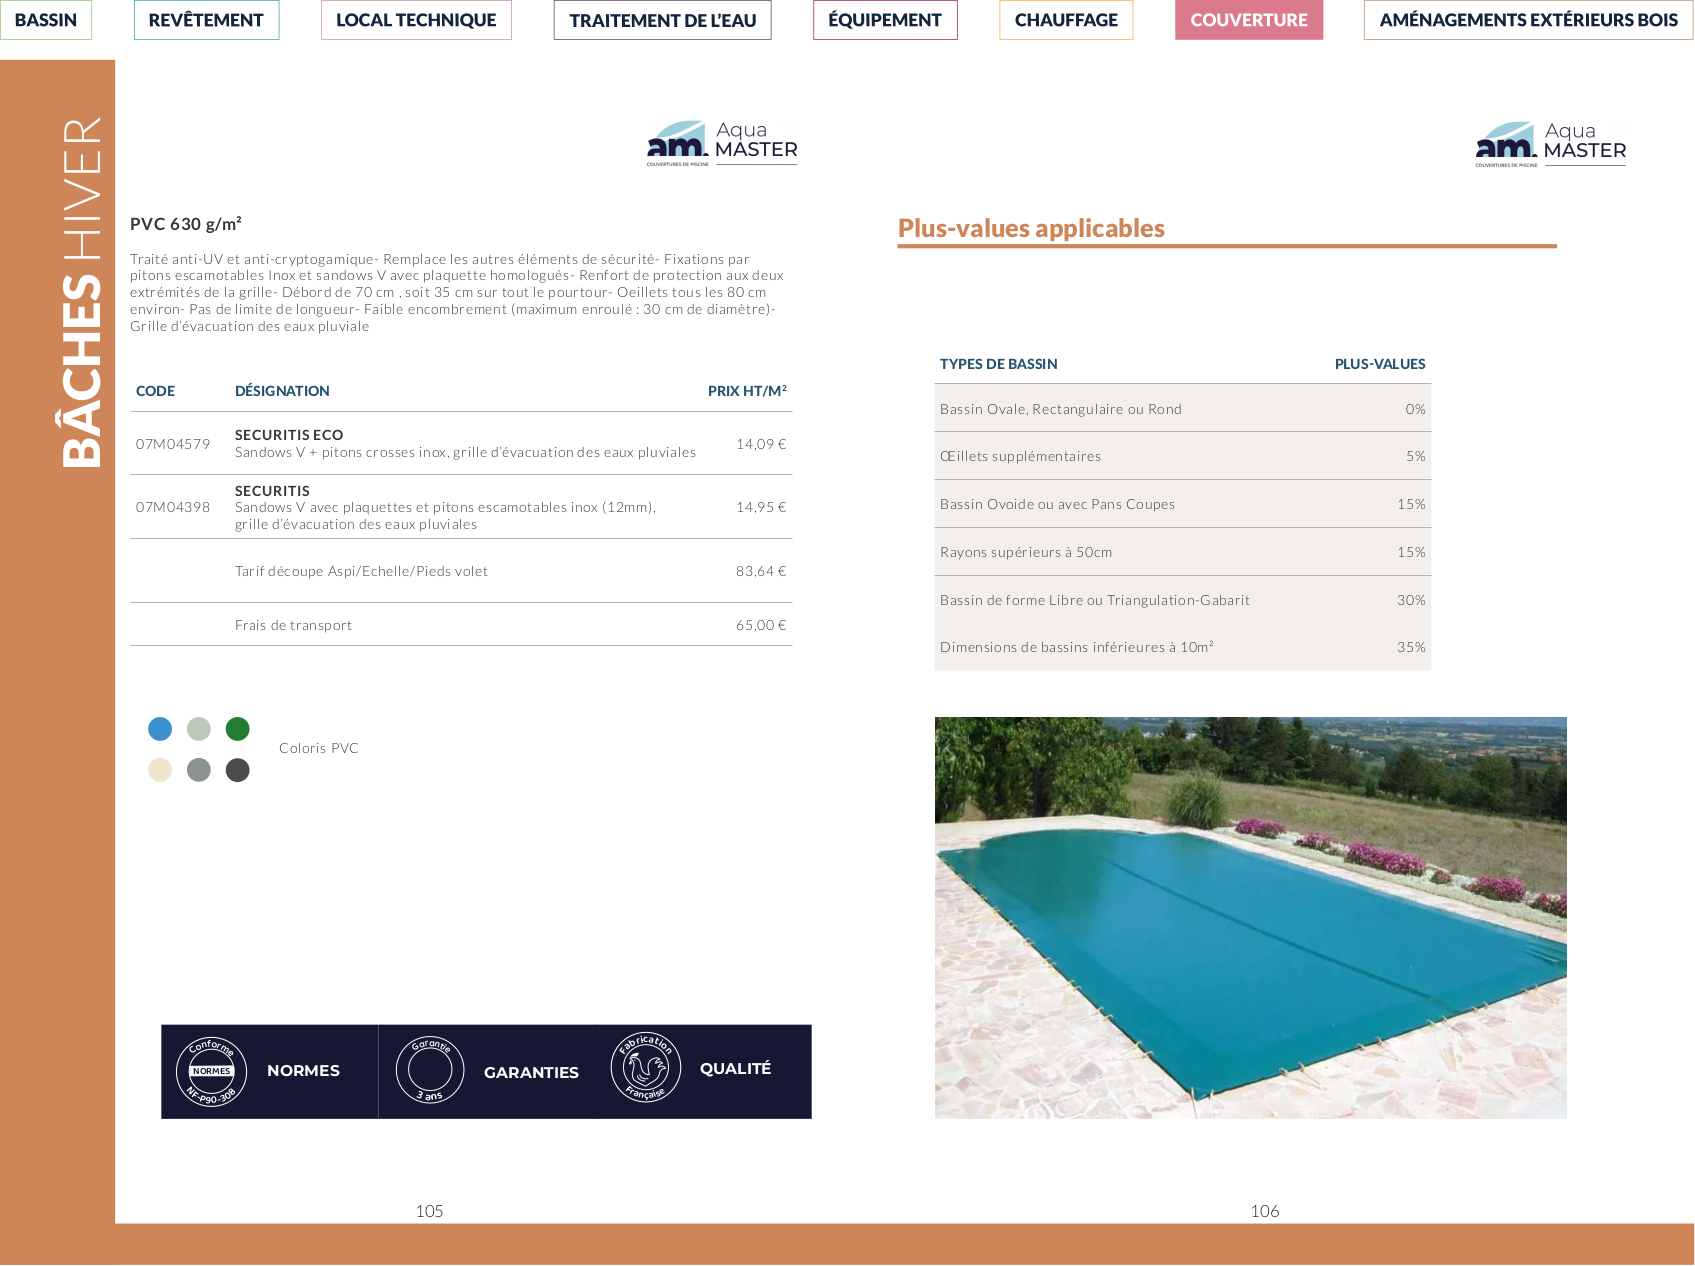 BASSIN
REVÊTEMENT
LOCAL TECHNIQUE
TRAITEMENT DE L'EAU
ÉQUIPEMENT
CHAUFFAGE
COUVERTURE
AMÉNAGEMENTS EXTÉRIEURS BOIS
BÂCHES HIVER
am.
COUVERTURES DE PISCINE
Aqua
MASTER
PVC 630 g/m²
Traité anti-UV et anti-cryptogamique- Remplace les autres éléments de sécurité- Fixations par
pitons escamotables Inox et sandows V avec plaquette homologués- Renfort de protection aux deux
extrémités de la grille- Débord de 70 cm , soit 35 cm sur tout le pourtour- Oeillets tous les 80 cm
environ- Pas de limite de longueur- Faible encombrement (maximum enroulé : 30 cm de diamètre)-
Grille d'évacuation des eaux pluviale
CODE DÉSIGNATION PRIX HT/M²
SECURITIS ECO
07M04579 Sandows V + pitons crosses inox, grille d'évacuation des eaux pluviales 14,09 €
SECURITIS
07M04398 Sandows V avec plaquettes et pitons escamotables inox (12mm), 14,95 €
grille d'évacuation des eaux pluviales
Tarif découpe Aspi/Echelle/Pieds volet 83,64 €
Frais de transport 65,00 €
Coloris PVC
Conforme
NORMES
NF-P90-308
NORMES
Garantie
3 ans
GARANTIES
Fabrication
Française
QUALITÉ
105
am.
COUVERTURES DE PISCINE
Aqua
MASTER
Plus-values applicables
TYPES DE BASSIN PLUS-VALUES
Bassin Ovale, Rectangulaire ou Rond 0%
Œillets supplémentaires 5%
Bassin Ovoide ou avec Pans Coupes 15%
Rayons supérieurs à 50cm 15%
Bassin de forme Libre ou Triangulation-Gabarit 30%
Dimensions de bassins inférieures à 10m² 35%
106